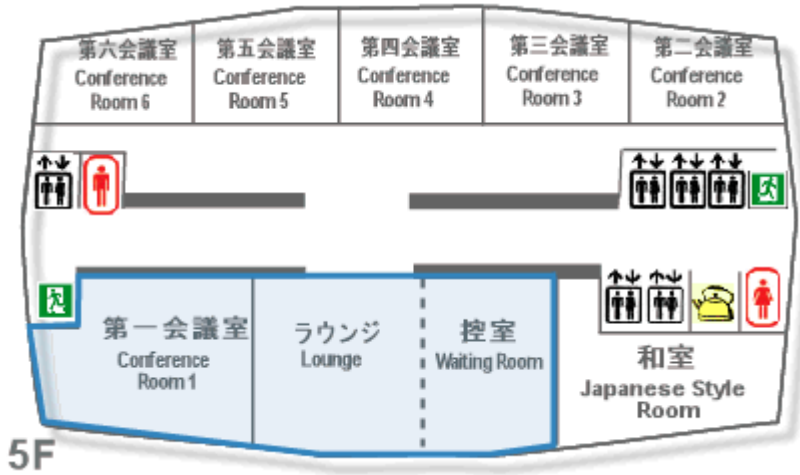 第六会議室
Conference
Room 6
第五会議室
Conference
Room 5
第四会議室
Conference
Room 4
第三会議室
Conference
Room 3
第二会議室
Conference
Room 2
第一会議室
Conference
Room 1
ラウンジ
Lounge
控室
Waiting Room
和室
Japanese Style
Room
5F